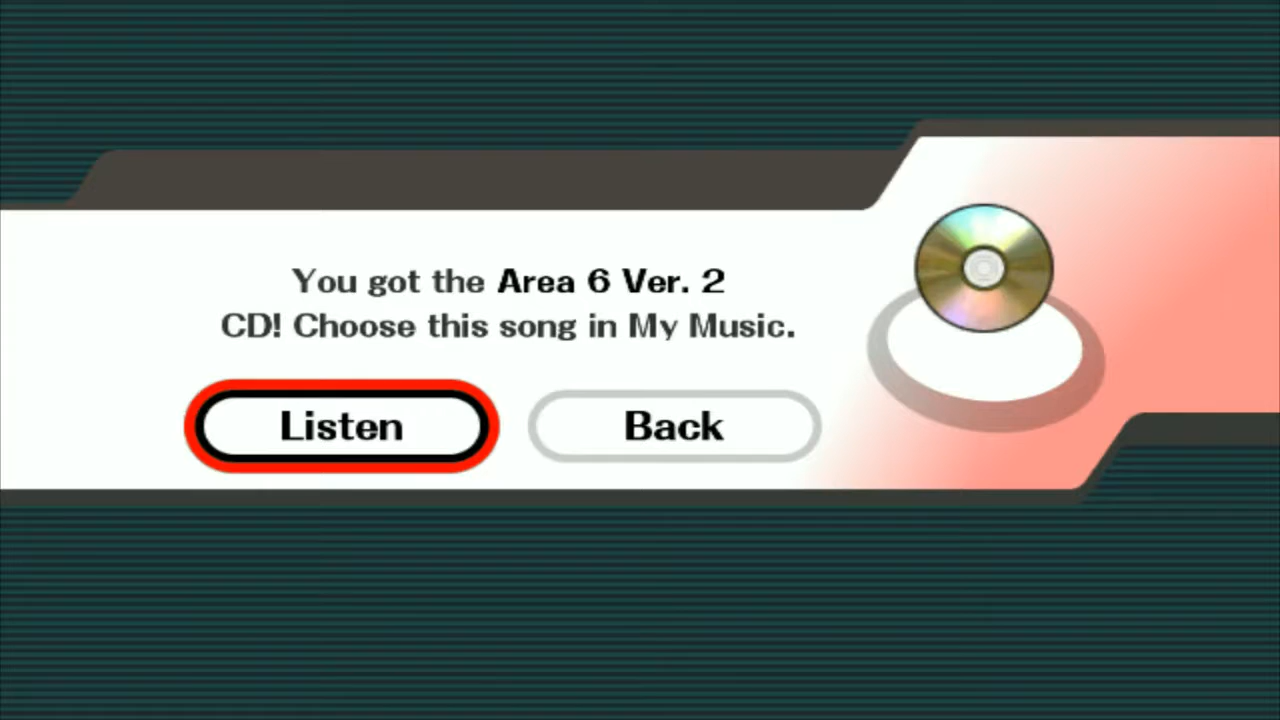 You got the Area 6 Ver. 2
CD! Choose this song in My Music.
Listen
Back